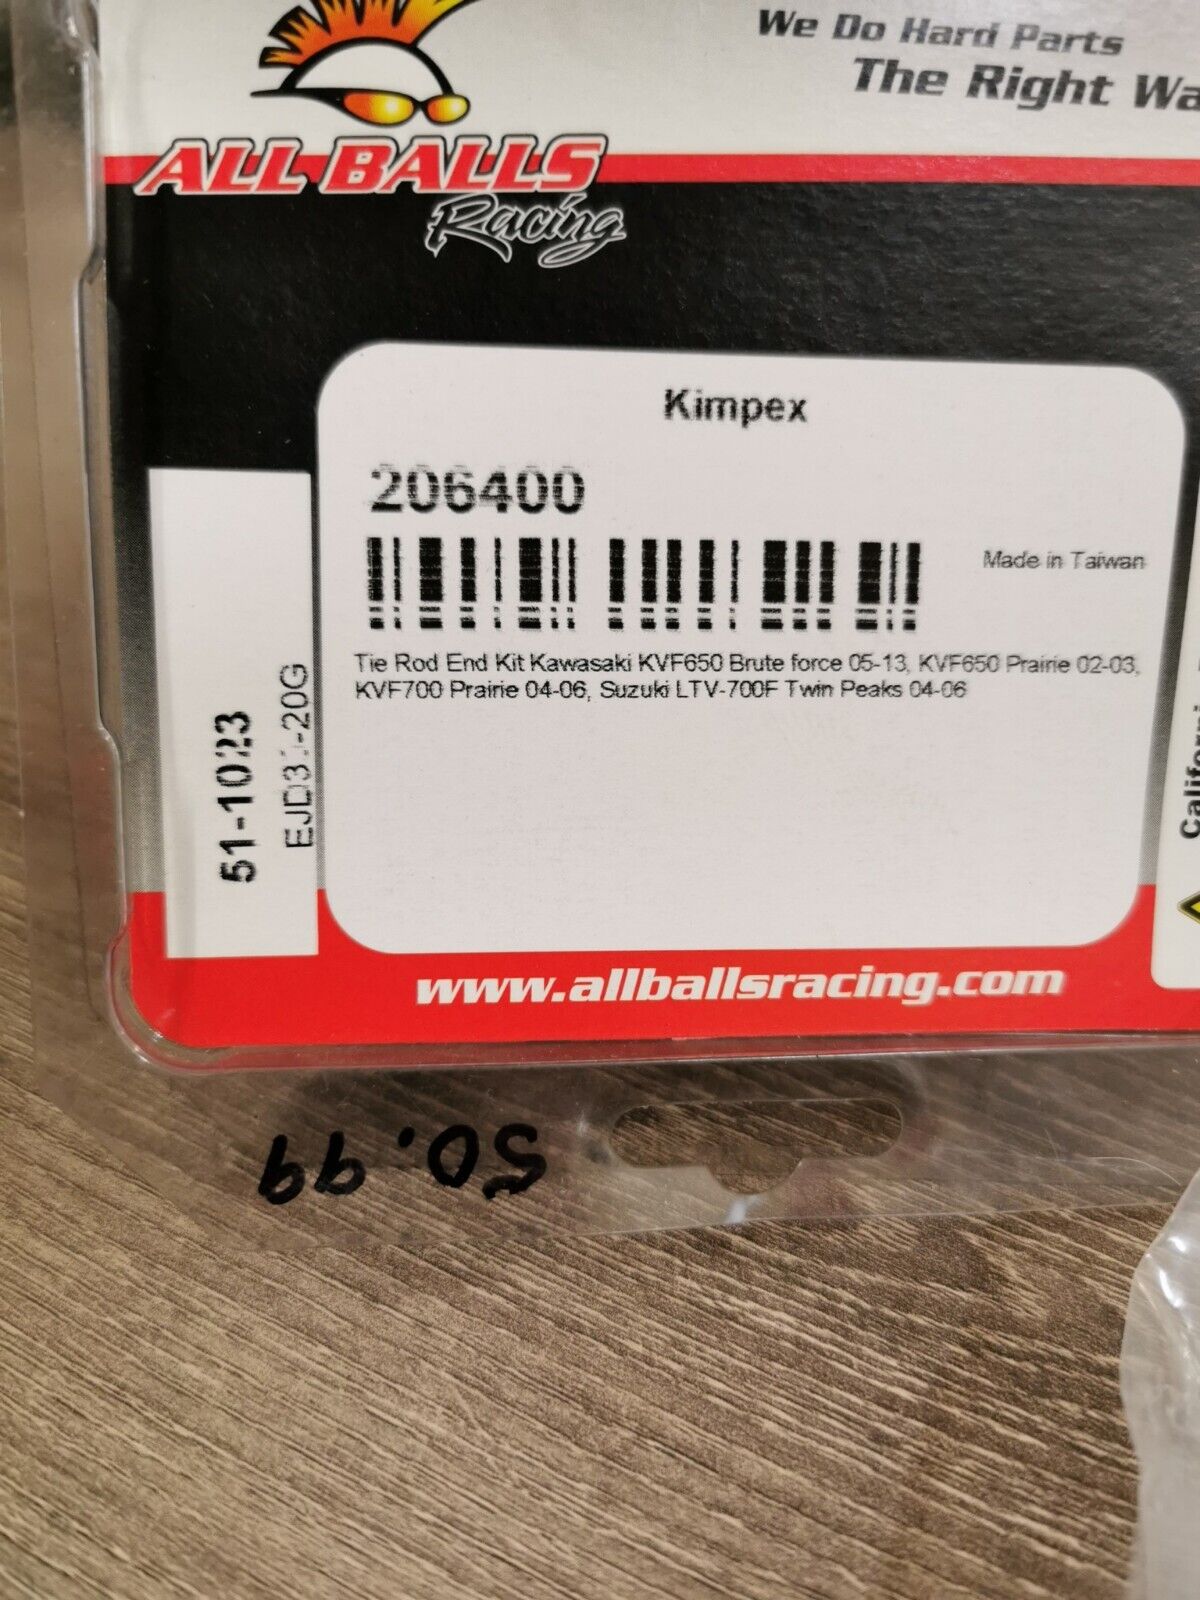 We Do Hard Parts
The Right
ALL BALLS
Racing
Kimpex
206400
Made in Taiwan
Tie Rod End Kit Kawasaki KVF650 Brute force 05-13, KVF650 Prairie 02-03,
KVF700 Prairie 04-06, Suzuki LTV-700F Twin Peaks 04-06
51-1023
www.allballsracing.com
50.99